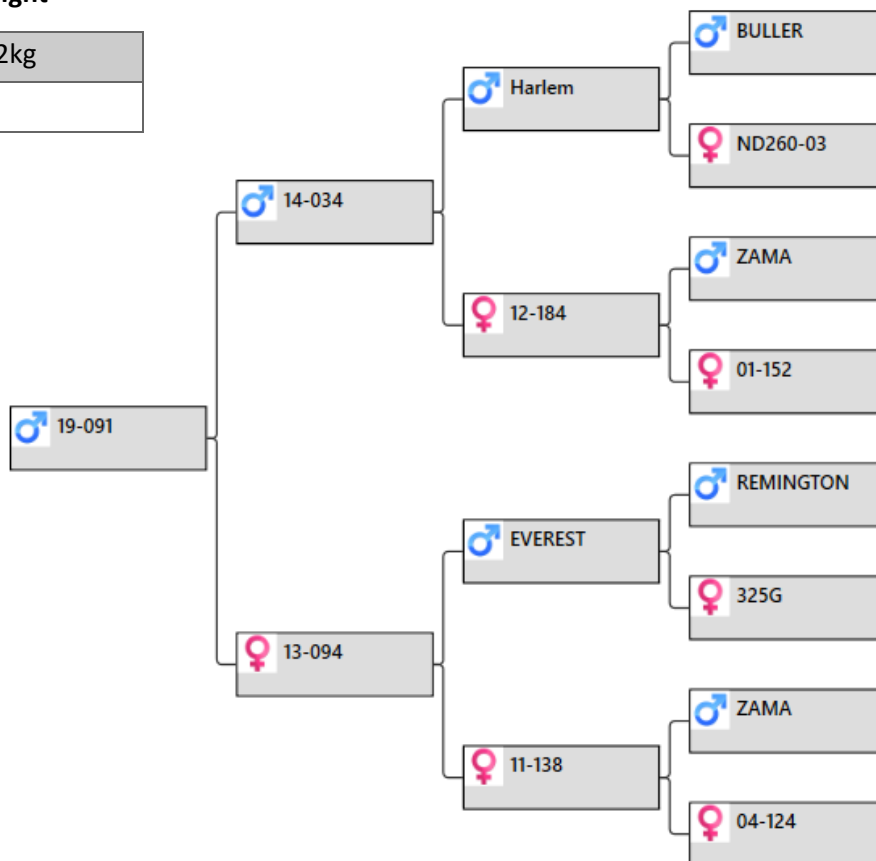 2kg
BULLER
Harlem
ND260-03
14-034
ZAMA
12-184
01-152
19-091
REMINGTON
EVEREST
325G
13-094
ZAMA
11-138
04-124